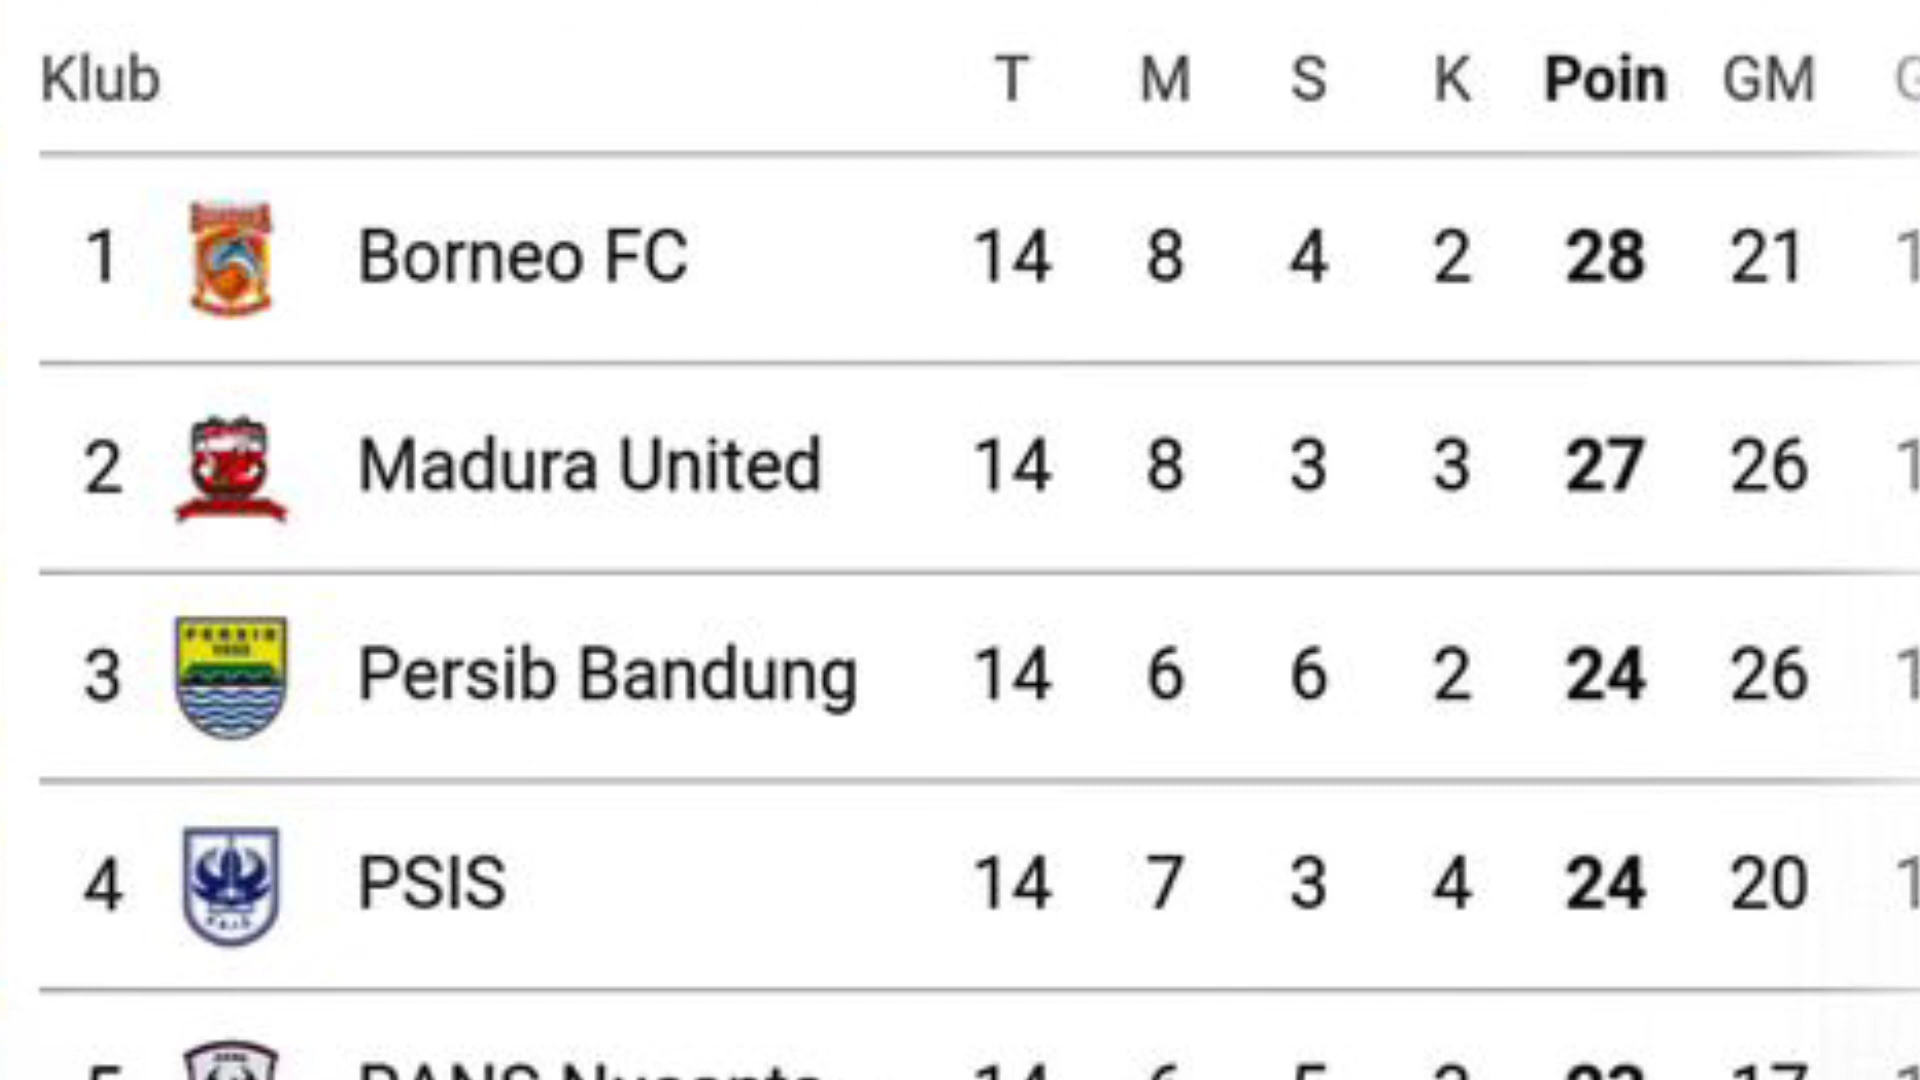 Klub T M S K Poin GM
1 Borneo FC 14 8 4 2 28 21
2 Madura United 14 8 3 3 27 26
3 PERSIB Persib Bandung 14 6 6 2 24 26
4 PSIS 14 7 3 4 24 20